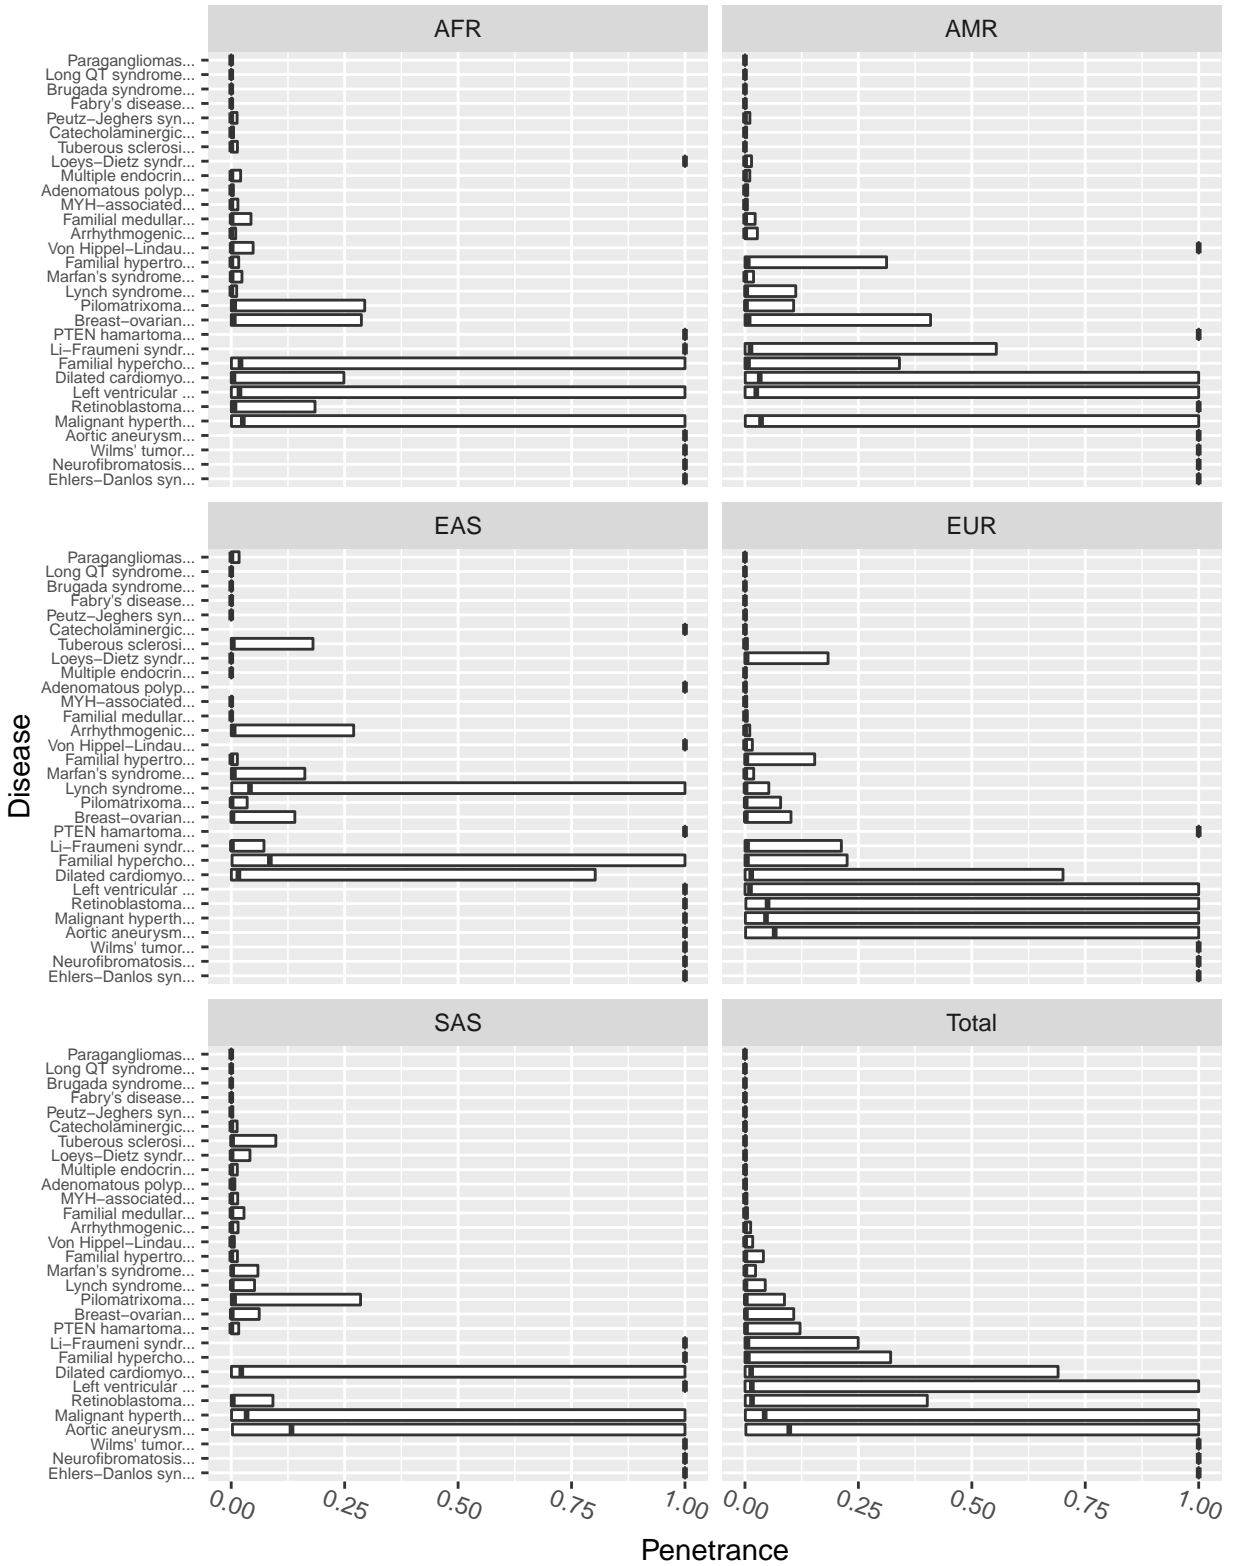 AFR
AMR
Paragangliomas...
Long QT syndrome...
Brugada syndrome...
Fabry's disease...
Peutz−Jeghers syn...
Catecholaminergic...
Tuberous sclerosi...
Loeys−Dietz syndr...
Multiple endocrin...
Adenomatous polyp...
MYH−associated...
Familial medullar...
Arrhythmogenic...
Von Hippel−Lindau...
Familial hypertro...
Marfan's syndrome...
Lynch syndrome...
Pilomatrixoma...
Breast−ovarian...
PTEN hamartoma...
Li−Fraumeni syndr...
Familial hypercho...
Dilated cardiomyo...
Left ventricular ...
Retinoblastoma...
Malignant hyperth...
Aortic aneurysm...
Wilms' tumor...
Neurofibromatosis...
Ehlers−Danlos syn...
EAS
EUR
Paragangliomas...
Long QT syndrome...
Brugada syndrome...
Fabry's disease...
Peutz−Jeghers syn...
Catecholaminergic...
Tuberous sclerosi...
Loeys−Dietz syndr...
Multiple endocrin...
Adenomatous polyp...
MYH−associated...
Familial medullar...
Arrhythmogenic...
Von Hippel−Lindau...
Familial hypertro...
Marfan's syndrome...
Lynch syndrome...
Pilomatrixoma...
Breast−ovarian...
PTEN hamartoma...
Li−Fraumeni syndr...
Familial hypercho...
Dilated cardiomyo...
Left ventricular ...
Retinoblastoma...
Malignant hyperth...
Aortic aneurysm...
Wilms' tumor...
Neurofibromatosis...
Ehlers−Danlos syn...
Disease
SAS
Total
Paragangliomas...
Long QT syndrome...
Brugada syndrome...
Fabry's disease...
Peutz−Jeghers syn...
Catecholaminergic...
Tuberous sclerosi...
Loeys−Dietz syndr...
Multiple endocrin...
Adenomatous polyp...
MYH−associated...
Familial medullar...
Arrhythmogenic...
Von Hippel−Lindau...
Familial hypertro...
Marfan's syndrome...
Lynch syndrome...
Pilomatrixoma...
Breast−ovarian...
PTEN hamartoma...
Li−Fraumeni syndr...
Familial hypercho...
Dilated cardiomyo...
Left ventricular ...
Retinoblastoma...
Malignant hyperth...
Aortic aneurysm...
Wilms' tumor...
Neurofibromatosis...
Ehlers−Danlos syn...
0.00 0.25 0.50 0.75 1.00
0.00 0.25 0.50 0.75 1.00
Penetrance